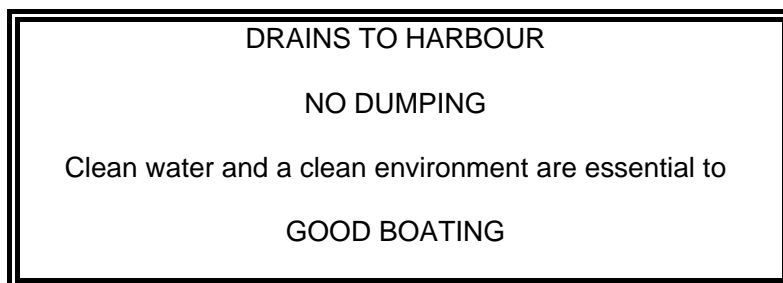 DRAINS TO HARBOUR
NO DUMPING
Clean water and a clean environment are essential to
GOOD BOATING